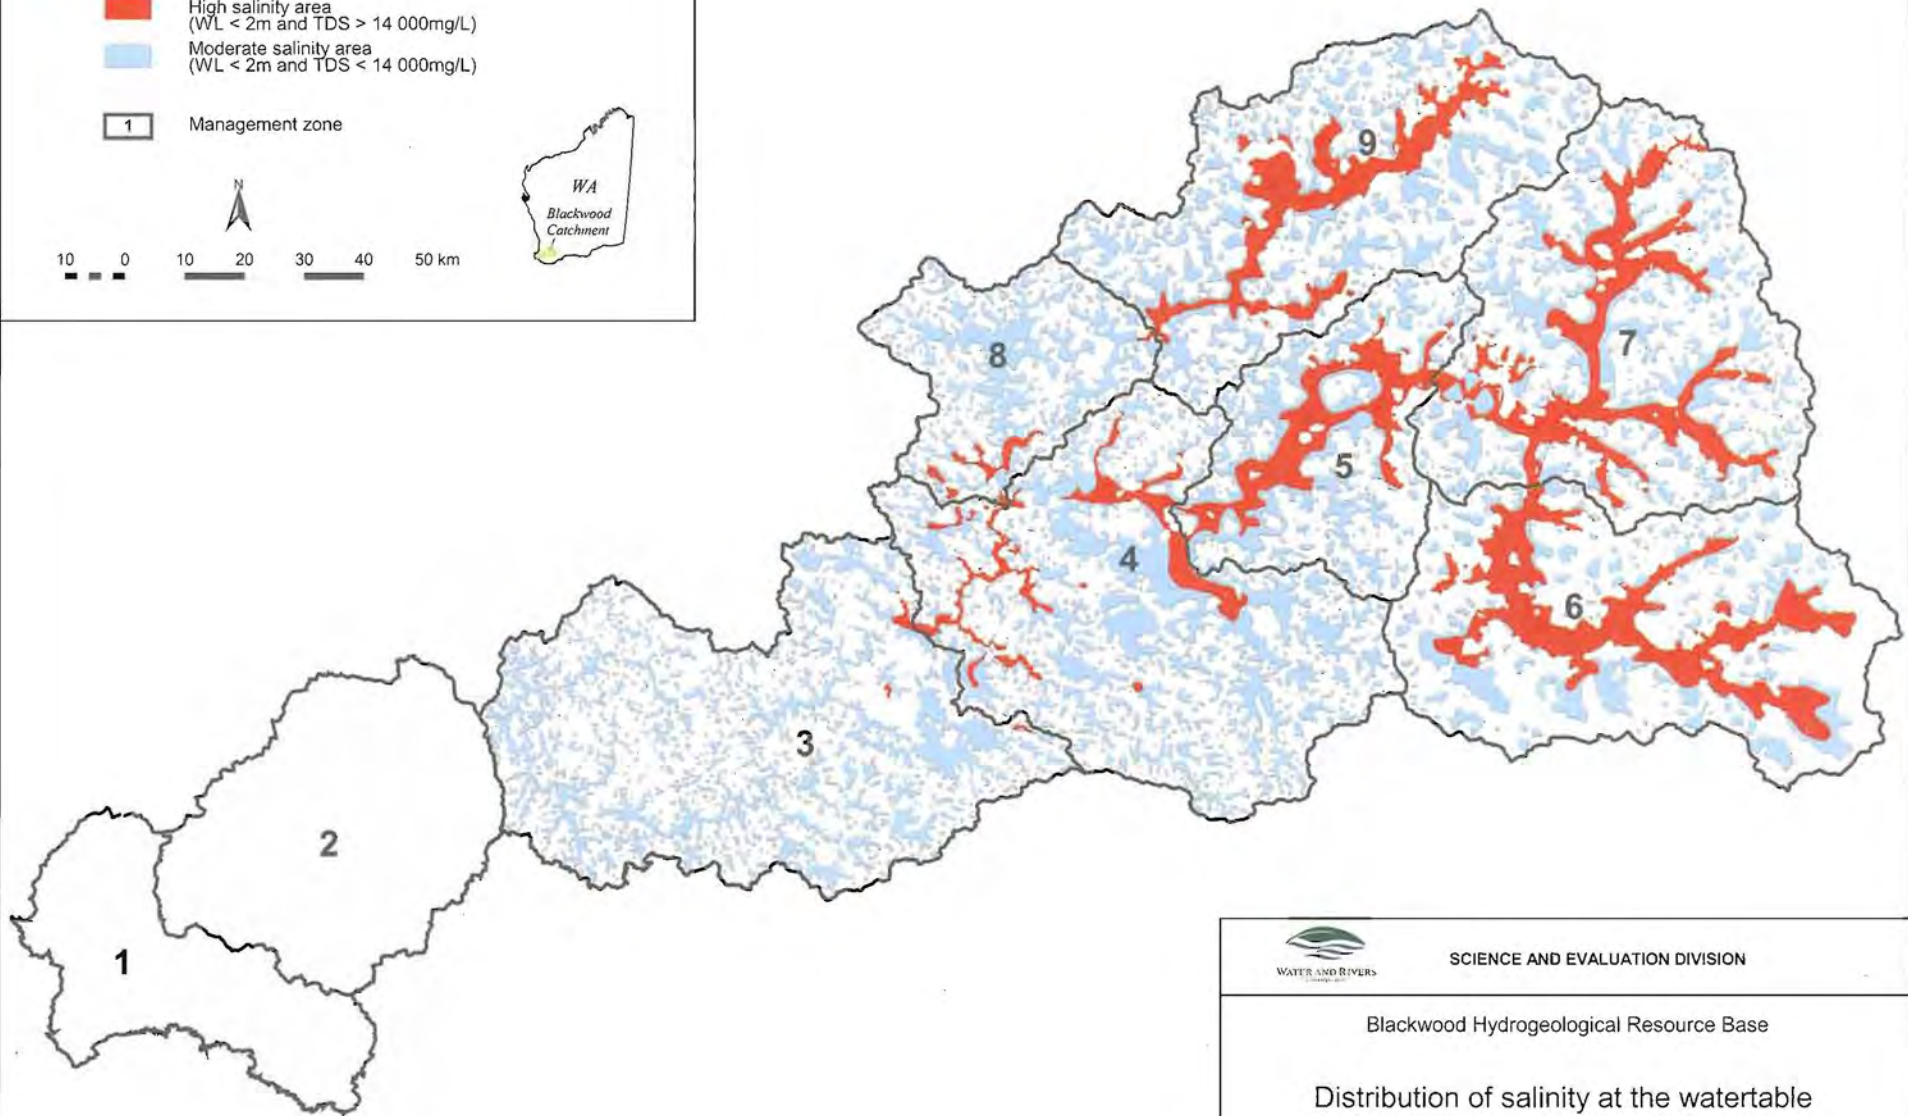 High salinity area
(WL < 2m and TDS > 14 000mg/L)
Moderate salinity area
(WL < 2m and TDS < 14 000mg/L)
1 Management zone
N
WA
Blackwood
Catchment
10 0 10 20 30 40 50 km
9
7
8
5
4
6
3
2
1
WATER AND RIVERS
SCIENCE AND EVALUATION DIVISION
Blackwood Hydrogeological Resource Base
Distribution of salinity at the watertable